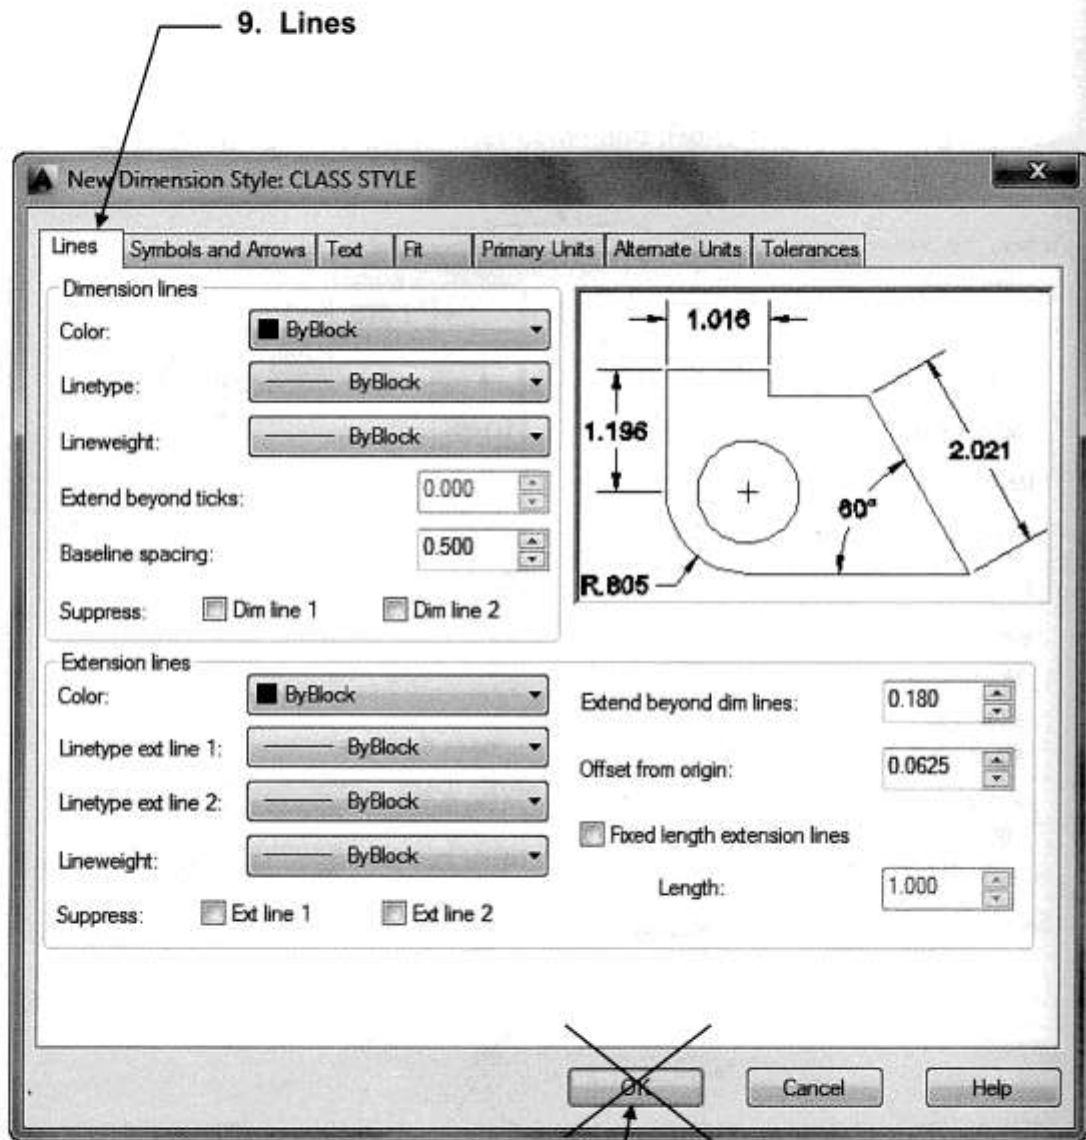 9. Lines
New Dimension Style: CLASS STYLE
X
Lines Symbols and Arrows Text Fit Primary Units Alternate Units Tolerances
Dimension lines
Color: ByBlock
Linetype: ByBlock
Lineweight: ByBlock
Extend beyond ticks: 0.000
Baseline spacing: 0.500
Suppress: Dim line 1 Dim line 2
1.016
1.196
2.021
60°
R.805
Extension lines
Color: ByBlock
Linetype ext line 1: ByBlock
Linetype ext line 2: ByBlock
Lineweight: ByBlock
Suppress: Ext line 1 Ext line 2
Extend beyond dim lines: 0.180
Offset from origin: 0.0625
Fixed length extension lines
Length: 1.000
OK Cancel Help